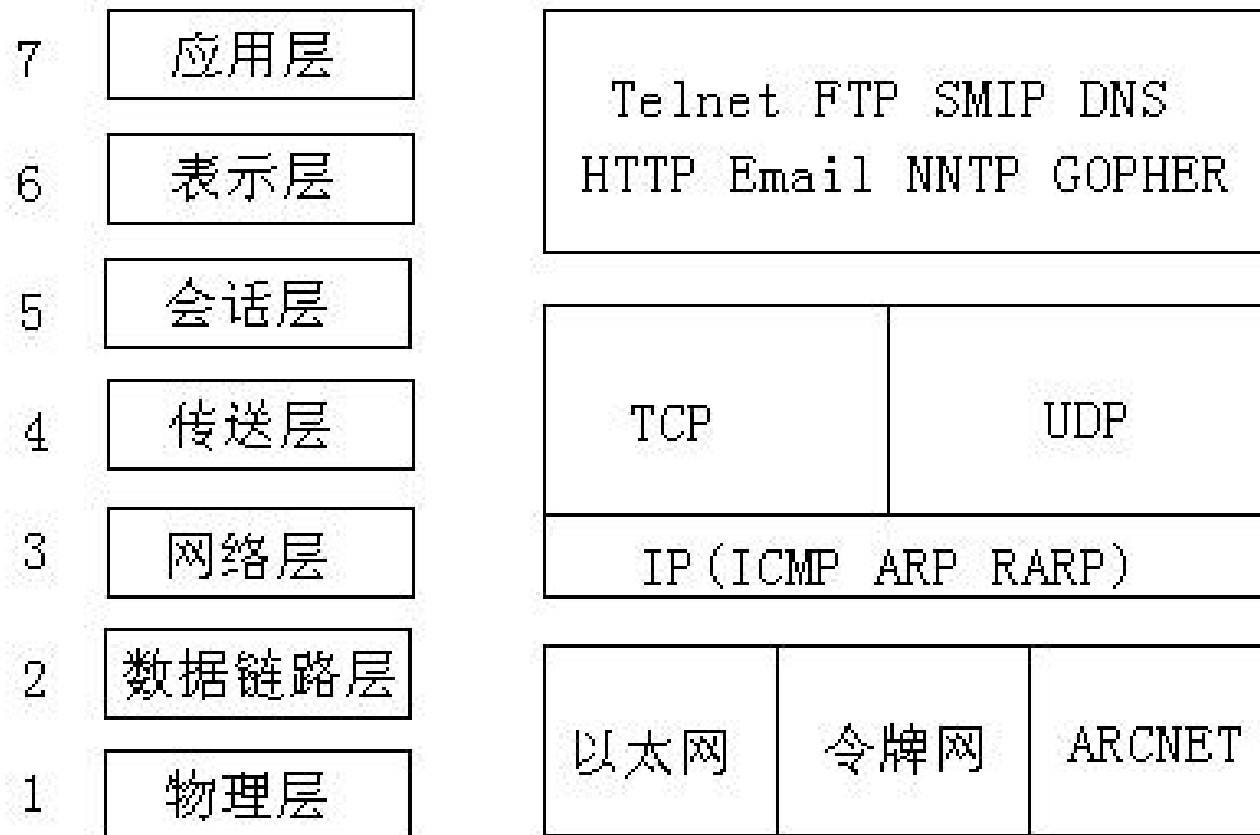 7 应用层
6 表示层
5 会话层
4 传送层
3 网络层
2 数据链路层
1 物理层
Telnet FTP SMIP DNS
HTTP Email NNTP GOPHER
TCP UDP
IP(ICMP ARP RARP)
以太网 令牌网 ARCNET